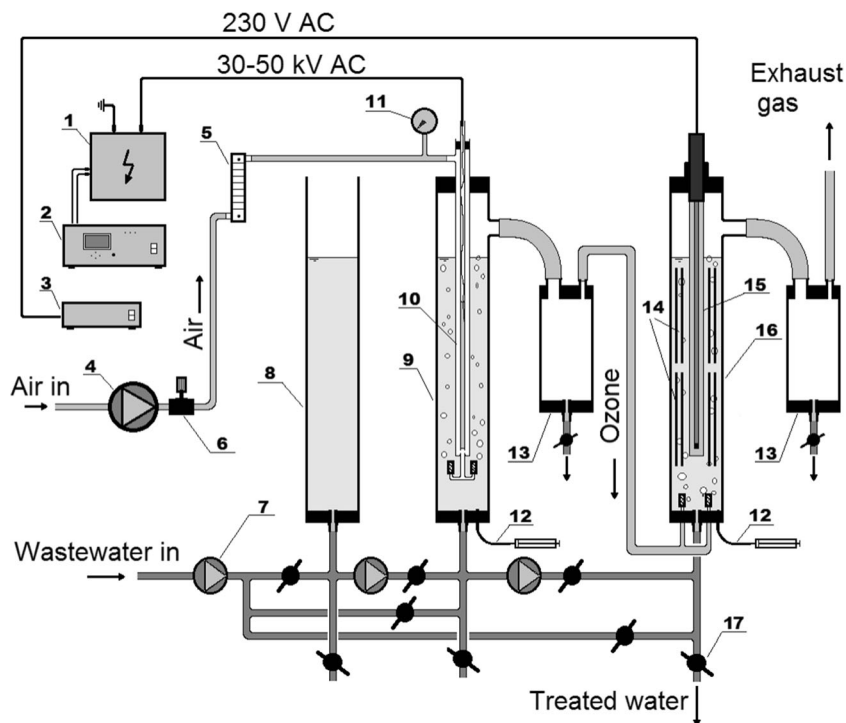 230 V AC
30-50 kV AC
Exhaust
gas
11
1
5
2
3
Air
10
14
15
16
4
8
9
Air in
6
13
Ozone
13
7
12
12
Wastewater in
17
Treated water